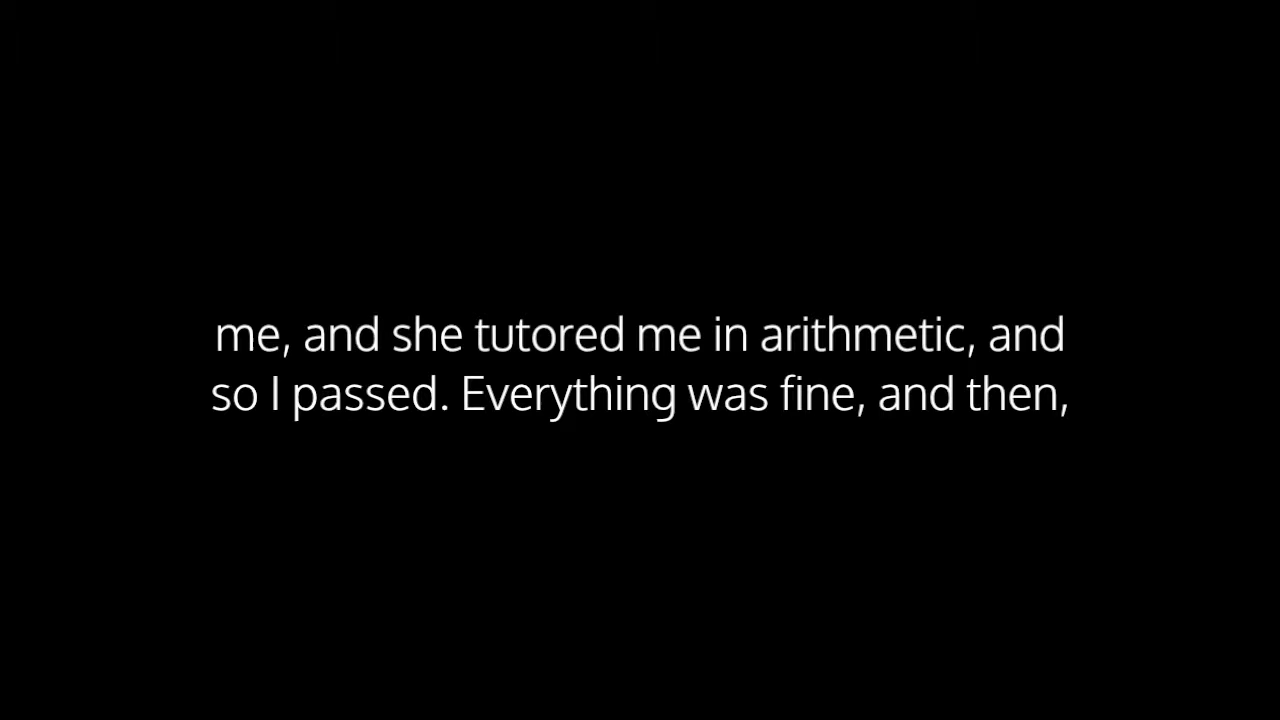 me, and she tutored me in arithmetic, and
so I passed. Everything was fine, and then,